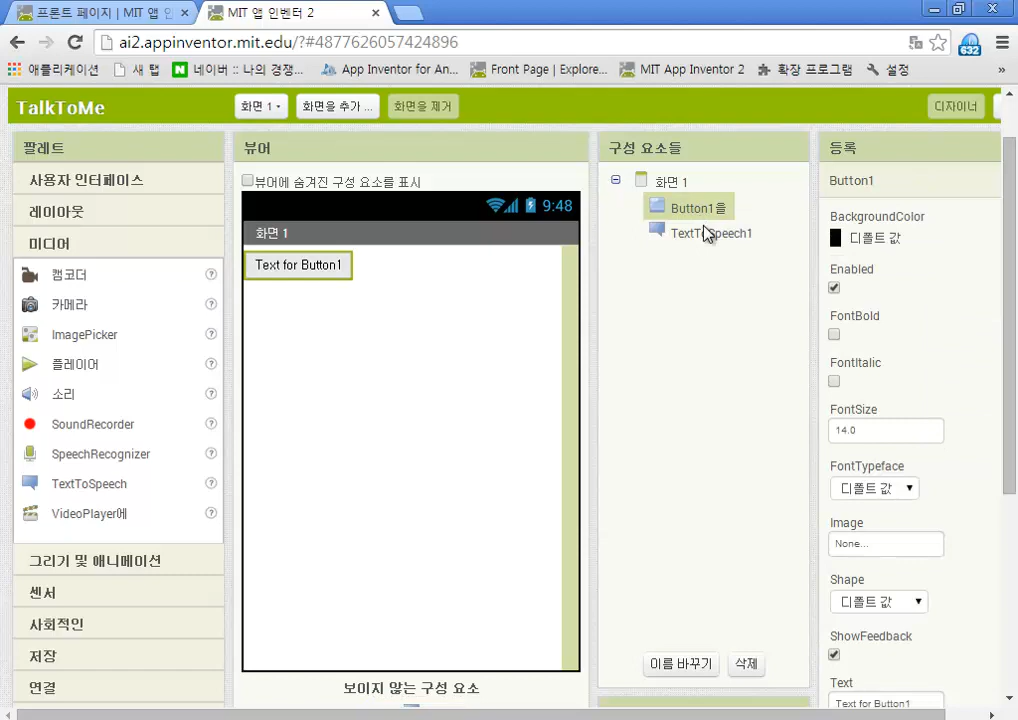 프론트 페이지 | MIT 앱 인
MIT 앱 인벤터 2
ai2.appinventor.mit.edu/?#4877626057424896
632
애플리케이션
새 탭
네이버 :: 나의 경쟁...
App Inventor for An...
Front Page | Explore...
MIT App Inventor 2
확장 프로그램
설정
»
TalkToMe
화면 1
화면을 추가 ...
화면을 제거
디자이너
팔레트
사용자 인터페이스
레이아웃
미디어
캠코더
카메라
ImagePicker
플레이어
소리
SoundRecorder
SpeechRecognizer
TextToSpeech
VideoPlayer에
그리기 및 애니메이션
센서
사회적인
저장
연결
뷰어
뷰어에 숨겨진 구성 요소를 표시
9:48
화면 1
Text for Button1
보이지 않는 구성 요소
구성 요소들
화면 1
Button1을
TextToSpeech1
이름 바꾸기
삭제
등록
Button1
BackgroundColor
디폴트 값
Enabled
FontBold
FontItalic
FontSize
14.0
FontTypeface
디폴트 값
Image
None...
Shape
디폴트 값
ShowFeedback
Text
Text for Button1